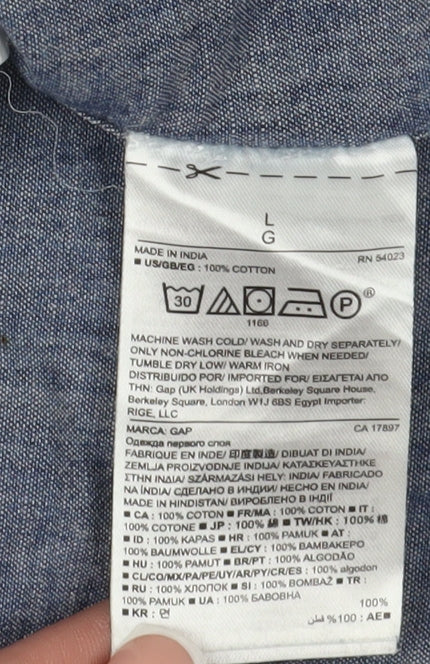 L
G
MADE IN INDIA RN 54023
■ US/GB/EG : 100% COTTON
30 P ®
1166
MACHINE WASH COLD/ WASH AND DRY SEPARATELY/
ONLY NON-CHLORINE BLEACH WHEN NEEDED/
TUMBLE DRY LOW/ WARM IRON
DISTRIBUIDO POR/ IMPORTED FOR/ ΕΙΣΑΓΕΤΑΙ ΑΠΟ
ΤΗΝ: Gap (UK Holdings) Ltd,Berkeley Square House,
Berkeley Square, London W1J 6BS Egypt Importer:
RIGE, LLC
MARCA: GAP CA 17897
Одежда первого слоя
FABRIQUE EN INDE/ 印度製造/ DIBUAT DI INDIA/
ZEMLJA PROIZVODNJE INDIJA/ ΚΑΤΑΣΚΕΥΑΣΤΗΚΕ
ΣΤΗΝ ΙΝΔΙΑ/ SZÁRMAZÁSI HELY: INDIA/ FABRICADO
NA ÍNDIA/ СДЕЛАНО В ИНДИИ/ HECHO EN INDIA/
MADE IN HINDISTAN/ ВИРОБЛЕНО В ІНДІЇ
■ CA : 100% COTON ■ FR/MA : 100% COTON ■ IT :
100% COTONE ■ JP : 100% 綿 ■ TW/HK : 100% 棉
■ ID : 100% KAPAS ■ HR : 100% PAMUK ■ AT :
100% BAUMWOLLE ■ EL/CY : 100% ΒΑΜΒΑΚΕΡΟ
■ HU : 100% PAMUT ■ BR/PT : 100% ALGODÃO
■ CL/CO/MX/PA/PE/UY/AR/PY/CR/ES : 100% algodon
■ RU : 100% ХЛОПОК ■ SI : 100% BOMBAŽ ■ TR :
100% PAMUK ■ UA : 100% БАВОВНА
■ KR : 면 100%
■AE : 100% قطن